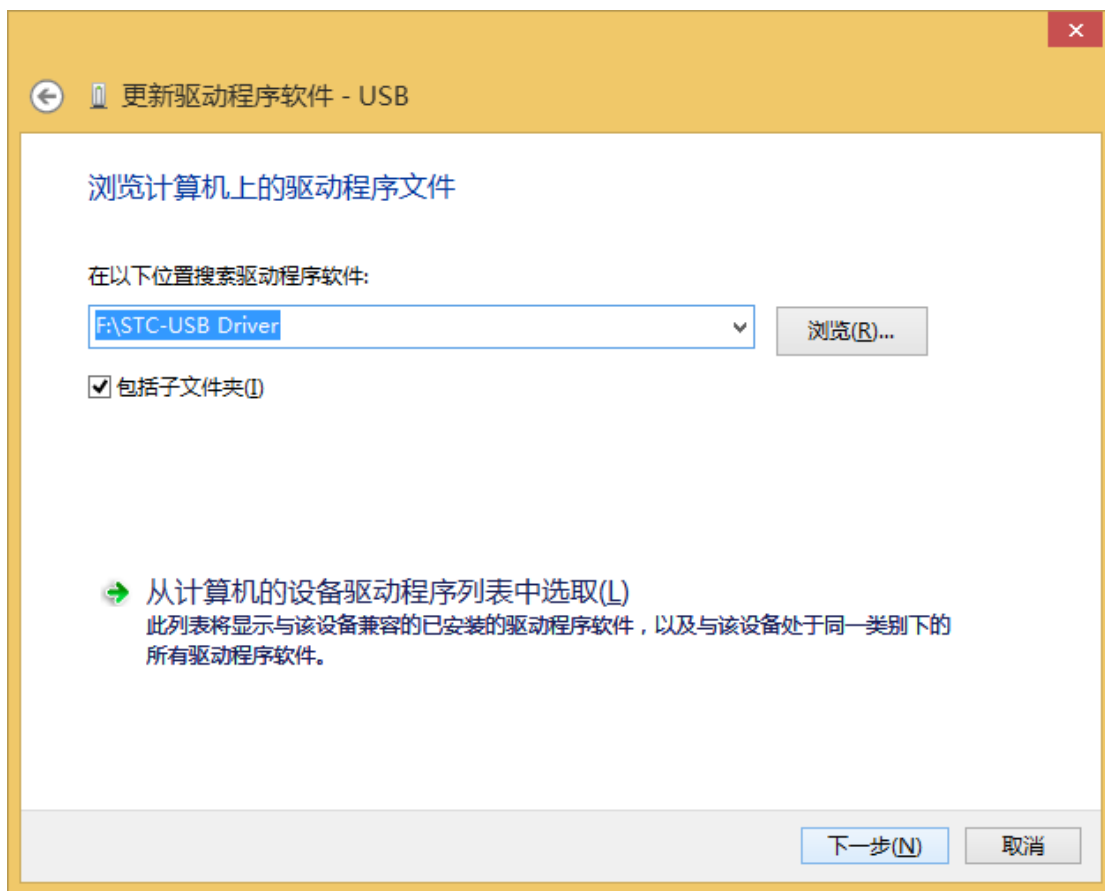 更新驱动程序软件 - USB
浏览计算机上的驱动程序文件
在以下位置搜索驱动程序软件:
F:\STC-USB Driver
浏览(R)...
包括子文件夹(I)
从计算机的设备驱动程序列表中选取(L)
此列表将显示与该设备兼容的已安装的驱动程序软件，以及与该设备处于同一类别下的
所有驱动程序软件。
下一步(N)
取消